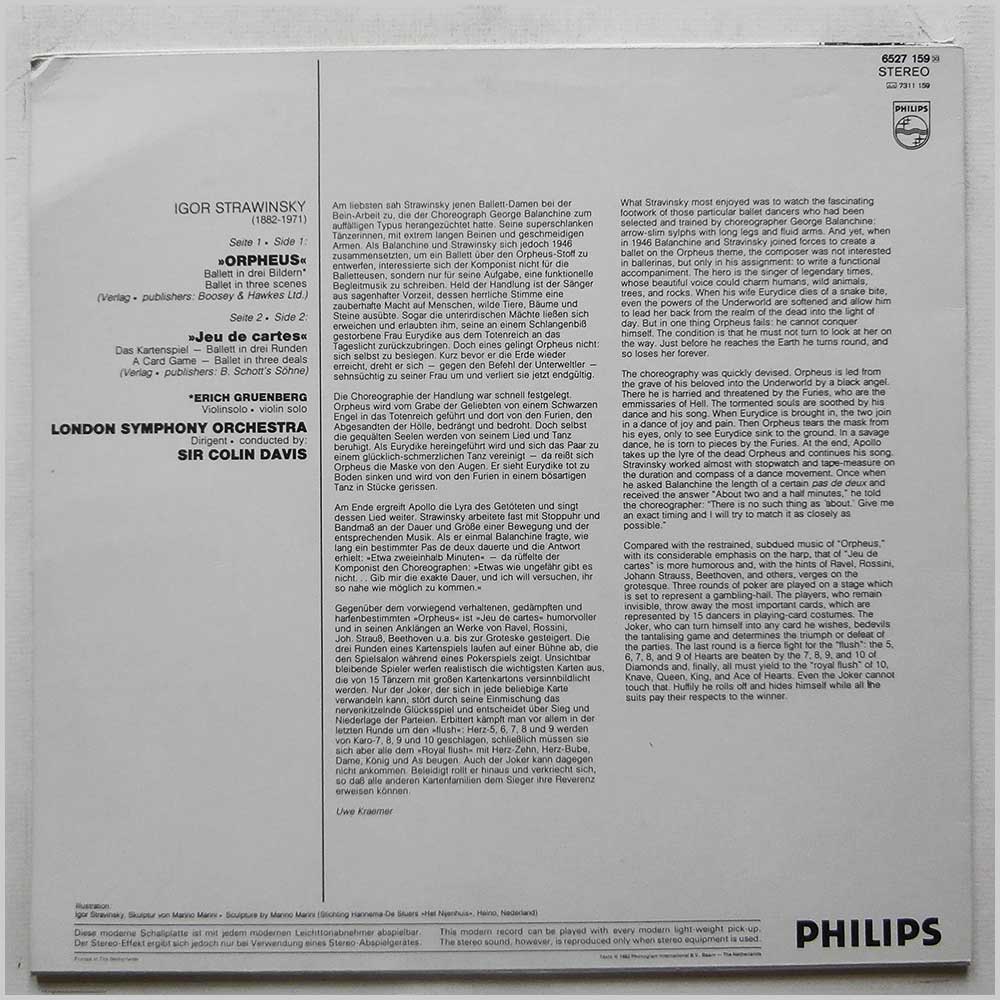 6527 159
STEREO
7311 159
PHILIPS
IGOR STRAWINSKY
(1882-1971)
Seite 1 • Side 1:
»ORPHEUS«
Ballett in drei Bildern*
Ballet in three scenes
(Verlag • publishers: Boosey & Hawkes Ltd.)
Seite 2 • Side 2:
»Jeu de cartes«
Das Kartenspiel – Ballett in drei Runden
A Card Game – Ballet in three deals
(Verlag • publishers: B. Schott's Söhne)
*ERICH GRUENBERG
Violinsolo • violin solo
LONDON SYMPHONY ORCHESTRA
Dirigent • conducted by:
SIR COLIN DAVIS
Am liebsten sah Strawinsky jenen Ballett-Damen bei der
Bein-Arbeit zu, die der Choreograph George Balanchine zum
auffälligen Typus herangezüchtet hatte. Seine superschlanken
Tänzerinnen, mit extrem langen Beinen und geschmeidigen
Armen. Als Balanchine und Strawinsky sich jedoch 1946
zusammensetzten, um ein Ballett über den Orpheus-Stoff zu
entwerfen, interessierte sich der Komponist nicht für die
Balletteusen, sondern nur für seine Aufgabe, eine funktionelle
Begleitmusik zu schreiben. Held der Handlung ist der Sänger
aus sagenhafter Vorzeit, dessen herrliche Stimme eine
zauberhafte Macht auf Menschen, wilde Tiere, Bäume und
Steine ausübte. Sogar die unterirdischen Mächte ließen sich
erweichen und erlaubten ihm, seine an einem Schlangenbiß
gestorbene Frau Eurydike aus dem Totenreich an das
Tageslicht zurückzubringen. Doch eines gelingt Orpheus nicht:
sich selbst zu besiegen. Kurz bevor er die Erde wieder
erreicht, dreht er sich – gegen den Befehl der Unterweltler –
sehnsüchtig zu seiner Frau um und verliert sie jetzt endgültig.
Die Choreographie der Handlung war schnell festgelegt.
Orpheus wird vom Grabe der Geliebten von einem Schwarzen
Engel in das Totenreich geführt und dort von den Furien, den
Abgesandten der Hölle, bedrängt und bedroht. Doch selbst
die gequälten Seelen werden von seinem Lied und Tanz
beruhigt. Als Eurydike hereingeführt wird und sich das Paar zu
einem glücklich-schmerzlichen Tanz vereinigt – da reißt sich
Orpheus die Maske von den Augen. Er sieht Eurydike tot zu
Boden sinken und wird von den Furien in einem bösartigen
Tanz in Stücke gerissen.
Am Ende ergreift Apollo die Lyra des Getöteten und singt
dessen Lied weiter. Strawinsky arbeitete fast mit Stoppuhr und
Bandmaß an der Dauer und Größe einer Bewegung und der
entsprechenden Musik. Als er einmal Balanchine fragte, wie
lang ein bestimmter Pas de deux dauerte und die Antwort
erhielt: »Etwa zweieinhalb Minuten« – da rüffelte der
Komponist den Choreographen: »Etwas wie ungefähr gibt es
nicht. . . Gib mir die exakte Dauer, und ich will versuchen, ihr
so nahe wie möglich zu kommen.«
Gegenüber dem vorwiegend verhaltenen, gedämpften und
harfenbestimmten »Orpheus« ist »Jeu de cartes« humorvoller
und in seinen Anklängen an Werke von Ravel, Rossini,
Joh. Strauß, Beethoven u.a. bis zur Groteske gesteigert. Die
drei Runden eines Kartenspiels laufen auf einer Bühne ab, die
den Spielsalon während eines Pokerspiels zeigt. Unsichtbar
bleibende Spieler werfen realistisch die wichtigsten Karten aus,
die von 15 Tänzern mit großen Kartenkartons versinnbildlicht
werden. Nur der Joker, der sich in jede beliebige Karte
verwandeln kann, stört durch seine Einmischung das
nervenkitzelnde Glücksspiel und entscheidet über Sieg und
Niederlage der Parteien. Erbittert kämpft man vor allem in der
letzten Runde um den »flush«: Herz-5, 6, 7, 8 und 9 werden
von Karo-7, 8, 9 und 10 geschlagen, schließlich müssen sie
sich aber alle dem »Royal flush« mit Herz-Zehn, Herz-Bube,
Dame, König und As beugen. Auch der Joker kann dagegen
nicht ankommen. Beleidigt rollt er hinaus und verkriecht sich,
so daß alle anderen Kartenfamilien dem Sieger ihre Reverenz
erweisen können.
Uwe Kraemer
What Stravinsky most enjoyed was to watch the fascinating
footwork of those particular ballet dancers who had been
selected and trained by choreographer George Balanchine:
arrow-slim sylphs with long legs and fluid arms. And yet, when
in 1946 Balanchine and Stravinsky joined forces to create a
ballet on the Orpheus theme, the composer was not interested
in ballerinas, but only in his assignment: to write a functional
accompaniment. The hero is the singer of legendary times,
whose beautiful voice could charm humans, wild animals,
trees, and rocks. When his wife Eurydice dies of a snake bite,
even the powers of the Underworld are softened and allow him
to lead her back from the realm of the dead into the light of
day. But in one thing Orpheus fails: he cannot conquer
himself. The condition is that he must not turn to look at her on
the way. Just before he reaches the Earth he turns round, and
so loses her forever.
The choreography was quickly devised. Orpheus is led from
the grave of his beloved into the Underworld by a black angel.
There he is harried and threatened by the Furies, who are the
emmissaries of Hell. The tormented souls are soothed by his
dance and his song. When Eurydice is brought in, the two join
in a dance of joy and pain. Then Orpheus tears the mask from
his eyes, only to see Eurydice sink to the ground. In a savage
dance, he is torn to pieces by the Furies. At the end, Apollo
takes up the lyre of the dead Orpheus and continues his song.
Stravinsky worked almost with stopwatch and tape-measure on
the duration and compass of a dance movement. Once when
he asked Balanchine the length of a certain pas de deux and
received the answer "About two and a half minutes," he told
the choreographer: "There is no such thing as 'about.' Give me
an exact timing and I will try to match it as closely as
possible."
Compared with the restrained, subdued music of "Orpheus,"
with its considerable emphasis on the harp, that of "Jeu de
cartes" is more humorous and, with the hints of Ravel, Rossini,
Johann Strauss, Beethoven, and others, verges on the
grotesque. Three rounds of poker are played on a stage which
is set to represent a gambling-hall. The players, who remain
invisible, throw away the most important cards, which are
represented by 15 dancers in playing-card costumes. The
Joker, who can turn himself into any card he wishes, bedevils
the tantalising game and determines the triumph or defeat of
the parties. The last round is a fierce fight for the "flush": the 5,
6, 7, 8, and 9 of Hearts are beaten by the 7, 8, 9, and 10 of
Diamonds and, finally, all must yield to the "royal flush" of 10,
Knave, Queen, King, and Ace of Hearts. Even the Joker cannot
touch that. Huffily he rolls off and hides himself while all the
suits pay their respects to the winner.
Illustration:
Igor Stravinsky, Skulptur von Marino Marini • Sculpture by Marino Marini (Stichting Hannema-De Stuers »Het Nijenhuis«, Heino, Nederland)
Diese moderne Schallplatte ist mit jedem modernen Leichttonabnehmer abspielbar.
Der Stereo-Effekt ergibt sich jedoch nur bei Verwendung eines Stereo-Abspielgerätes.
This modern record can be played with every modern light-weight pick-up.
The stereo sound, however, is reproduced only when stereo equipment is used.
PHILIPS
Printed in The Netherlands
Texts © 1982 Phonogram International B.V., Baarn – The Netherlands